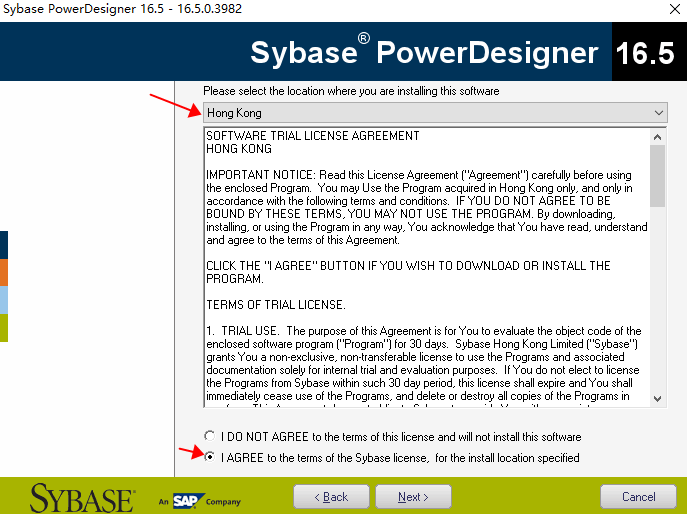 Sybase PowerDesigner 16.5 - 16.5.0.3982
Sybase® PowerDesigner 16.5
Please select the location where you are installing this software
Hong Kong
SOFTWARE TRIAL LICENSE AGREEMENT
HONG KONG
IMPORTANT NOTICE: Read this License Agreement ("Agreement") carefully before using
the enclosed Program. You may Use the Program acquired in Hong Kong only, and only in
accordance with the following terms and conditions. IF YOU DO NOT AGREE TO BE
BOUND BY THESE TERMS, YOU MAY NOT USE THE PROGRAM. By downloading,
installing, or using the Program in any way, You acknowledge that You have read, understand
and agree to the terms of this Agreement.
CLICK THE "I AGREE" BUTTON IF YOU WISH TO DOWNLOAD OR INSTALL THE
PROGRAM.
TERMS OF TRIAL LICENSE.
1. TRIAL USE. The purpose of this Agreement is for You to evaluate the object code of the
enclosed software program ("Program") for 30 days. Sybase Hong Kong Limited ("Sybase")
grants You a non-exclusive, non-transferable license to use the Programs and associated
documentation solely for internal trial and evaluation purposes. If You do not elect to license
the Programs from Sybase within such 30 day period, this license shall expire and You shall
immediately cease use of the Programs, and delete or destroy all copies of the Programs in
I DO NOT AGREE to the terms of this license and will not install this software
I AGREE to the terms of the Sybase license, for the install location specified
SYBASE® An SAP Company
< Back
Next >
Cancel